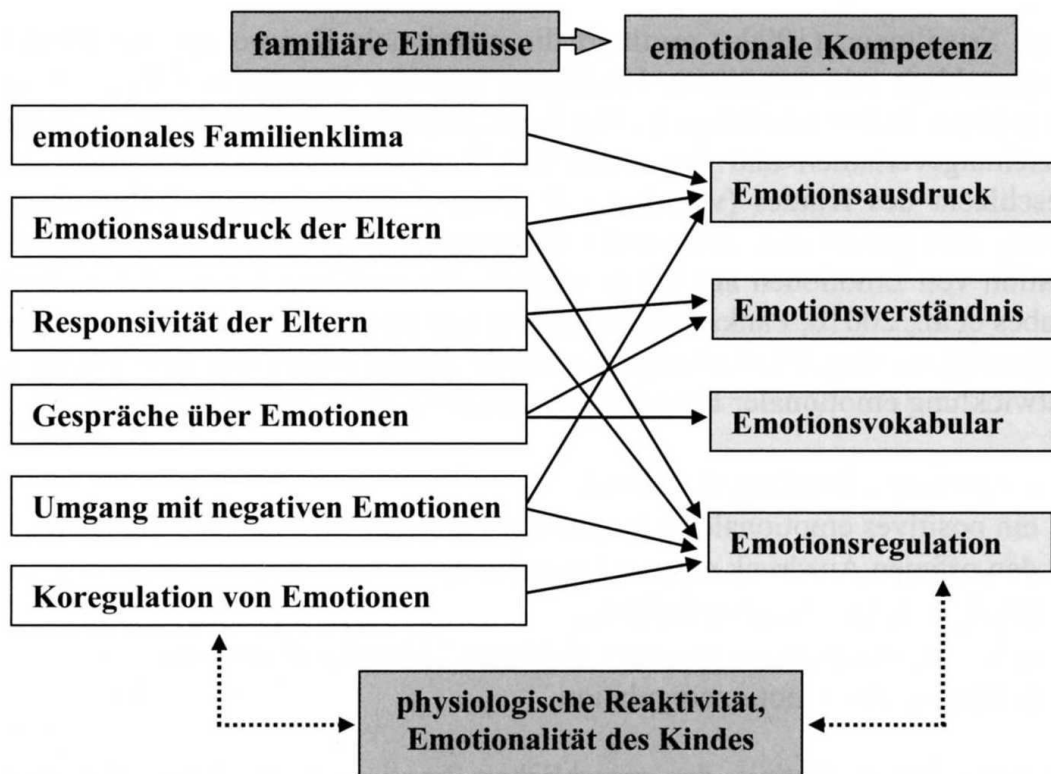 familiäre Einflüsse
emotionale Kompetenz
emotionales Familienklima
Emotionsausdruck der Eltern
Responsivität der Eltern
Gespräche über Emotionen
Umgang mit negativen Emotionen
Koregulation von Emotionen
Emotionsausdruck
Emotionsverständnis
Emotionsvokabular
Emotionsregulation
physiologische Reaktivität,
Emotionalität des Kindes